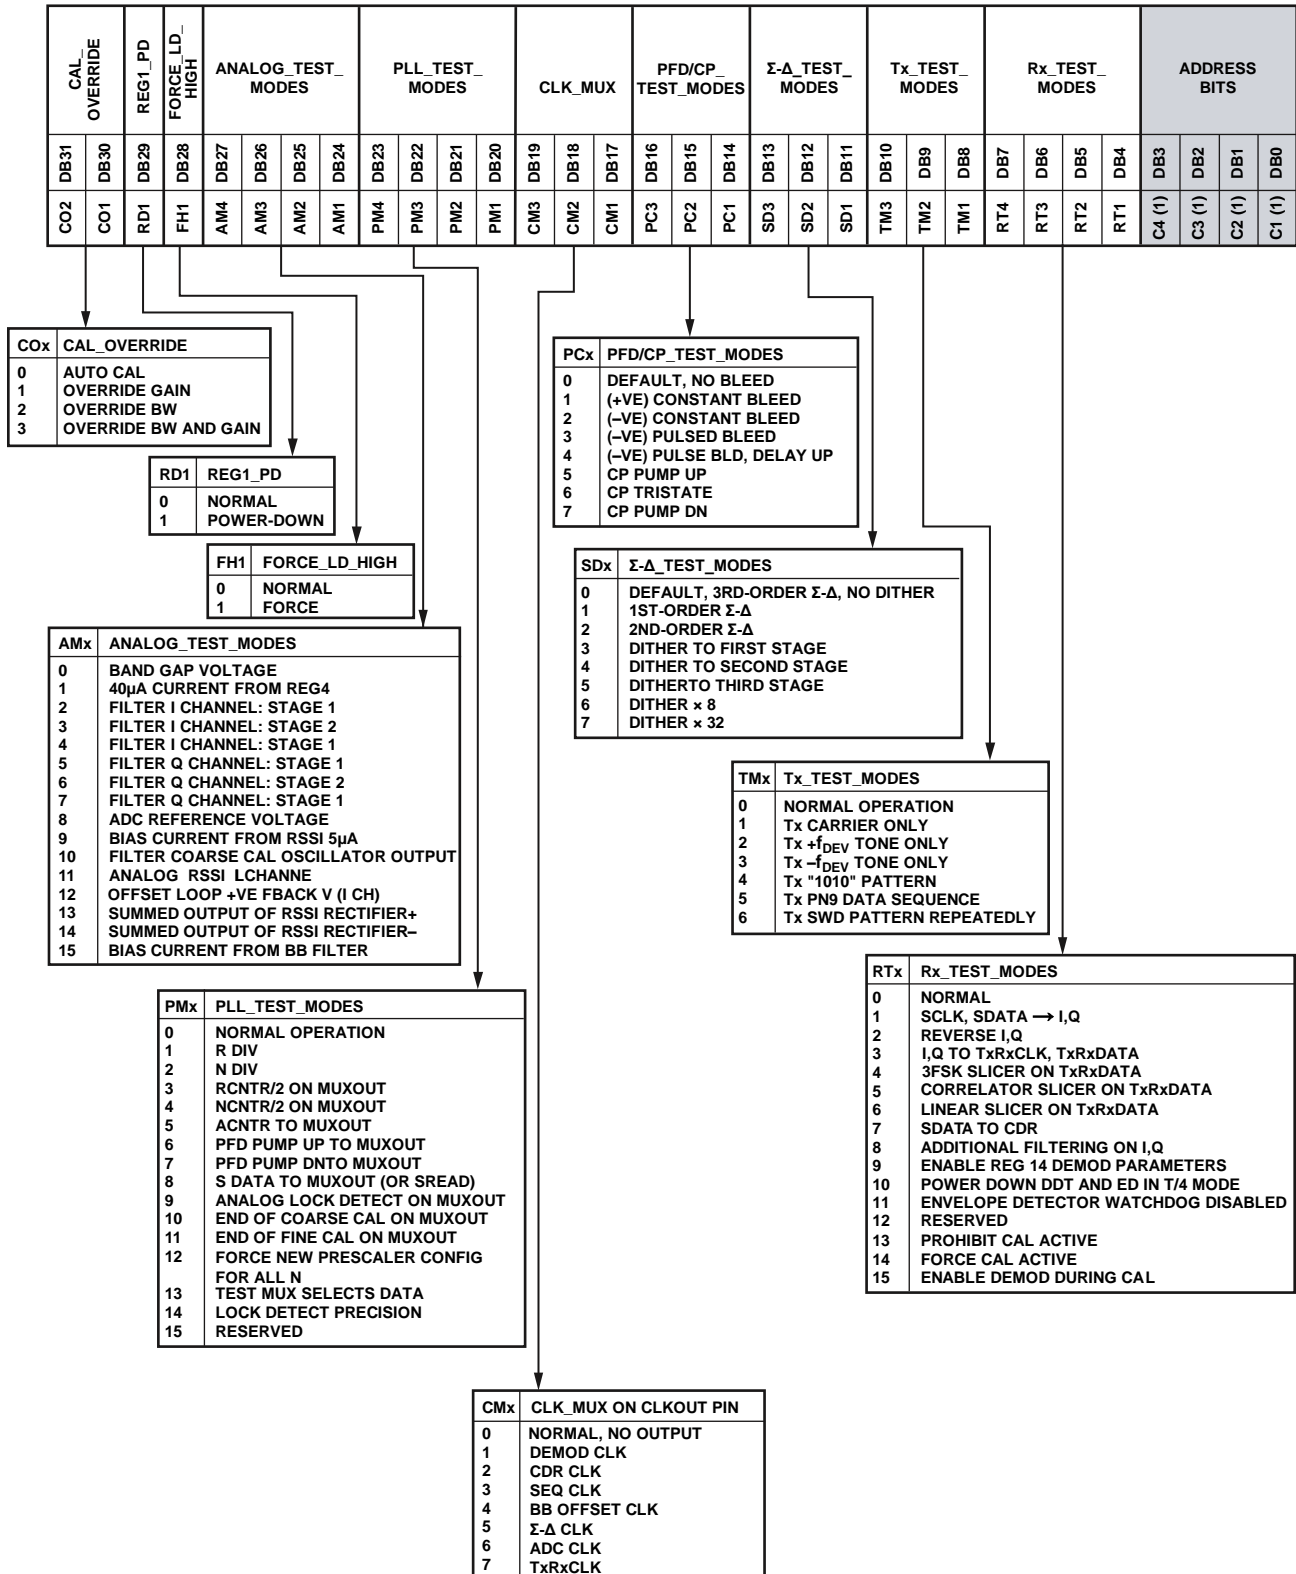 CAL_
OVERRIDE
REG1_PD
FORCE_LD_
HIGH
ANALOG_TEST_
MODES
PLL_TEST_
MODES
CLK_MUX
PFD/CP_
TEST_MODES
Σ-Δ_TEST_
MODES
Tx_TEST_
MODES
Rx_TEST_
MODES
ADDRESS
BITS
DB31 DB30 DB29 DB28 DB27 DB26 DB25 DB24 DB23 DB22 DB21 DB20 DB19 DB18 DB17 DB16 DB15 DB14 DB13 DB12 DB11 DB10 DB9 DB8 DB7 DB6 DB5 DB4 DB3 DB2 DB1 DB0
CO2 CO1 RD1 FH1 AM4 AM3 AM2 AM1 PM4 PM3 PM2 PM1 CM3 CM2 CM1 PC3 PC2 PC1 SD3 SD2 SD1 TM3 TM2 TM1 RT4 RT3 RT2 RT1 C4 (1) C3 (1) C2 (1) C1 (1)
COx CAL_OVERRIDE
0 AUTO CAL
1 OVERRIDE GAIN
2 OVERRIDE BW
3 OVERRIDE BW AND GAIN
RD1 REG1_PD
0 NORMAL
1 POWER-DOWN
FH1 FORCE_LD_HIGH
0 NORMAL
1 FORCE
AMx ANALOG_TEST_MODES
0 BAND GAP VOLTAGE
1 40µA CURRENT FROM REG4
2 FILTER I CHANNEL: STAGE 1
3 FILTER I CHANNEL: STAGE 2
4 FILTER I CHANNEL: STAGE 1
5 FILTER Q CHANNEL: STAGE 1
6 FILTER Q CHANNEL: STAGE 2
7 FILTER Q CHANNEL: STAGE 1
8 ADC REFERENCE VOLTAGE
9 BIAS CURRENT FROM RSSI 5µA
10 FILTER COARSE CAL OSCILLATOR OUTPUT
11 ANALOG RSSI LCHANNE
12 OFFSET LOOP +VE FBACK V (I CH)
13 SUMMED OUTPUT OF RSSI RECTIFIER+
14 SUMMED OUTPUT OF RSSI RECTIFIER–
15 BIAS CURRENT FROM BB FILTER
PMx PLL_TEST_MODES
0 NORMAL OPERATION
1 R DIV
2 N DIV
3 RCNTR/2 ON MUXOUT
4 NCNTR/2 ON MUXOUT
5 ACNTR TO MUXOUT
6 PFD PUMP UP TO MUXOUT
7 PFD PUMP DNTO MUXOUT
8 S DATA TO MUXOUT (OR SREAD)
9 ANALOG LOCK DETECT ON MUXOUT
10 END OF COARSE CAL ON MUXOUT
11 END OF FINE CAL ON MUXOUT
12 FORCE NEW PRESCALER CONFIG
FOR ALL N
13 TEST MUX SELECTS DATA
14 LOCK DETECT PRECISION
15 RESERVED
CMx CLK_MUX ON CLKOUT PIN
0 NORMAL, NO OUTPUT
1 DEMOD CLK
2 CDR CLK
3 SEQ CLK
4 BB OFFSET CLK
5 Σ-Δ CLK
6 ADC CLK
7 TxRxCLK
PCx PFD/CP_TEST_MODES
0 DEFAULT, NO BLEED
1 (+VE) CONSTANT BLEED
2 (–VE) CONSTANT BLEED
3 (–VE) PULSED BLEED
4 (–VE) PULSE BLD, DELAY UP
5 CP PUMP UP
6 CP TRISTATE
7 CP PUMP DN
SDx Σ-Δ_TEST_MODES
0 DEFAULT, 3RD-ORDER Σ-Δ, NO DITHER
1 1ST-ORDER Σ-Δ
2 2ND-ORDER Σ-Δ
3 DITHER TO FIRST STAGE
4 DITHER TO SECOND STAGE
5 DITHERTO THIRD STAGE
6 DITHER × 8
7 DITHER × 32
TMx Tx_TEST_MODES
0 NORMAL OPERATION
1 Tx CARRIER ONLY
2 Tx +fDEV TONE ONLY
3 Tx –fDEV TONE ONLY
4 Tx "1010" PATTERN
5 Tx PN9 DATA SEQUENCE
6 Tx SWD PATTERN REPEATEDLY
RTx Rx_TEST_MODES
0 NORMAL
1 SCLK, SDATA → I,Q
2 REVERSE I,Q
3 I,Q TO TxRxCLK, TxRxDATA
4 3FSK SLICER ON TxRxDATA
5 CORRELATOR SLICER ON TxRxDATA
6 LINEAR SLICER ON TxRxDATA
7 SDATA TO CDR
8 ADDITIONAL FILTERING ON I,Q
9 ENABLE REG 14 DEMOD PARAMETERS
10 POWER DOWN DDT AND ED IN T/4 MODE
11 ENVELOPE DETECTOR WATCHDOG DISABLED
12 RESERVED
13 PROHIBIT CAL ACTIVE
14 FORCE CAL ACTIVE
15 ENABLE DEMOD DURING CAL